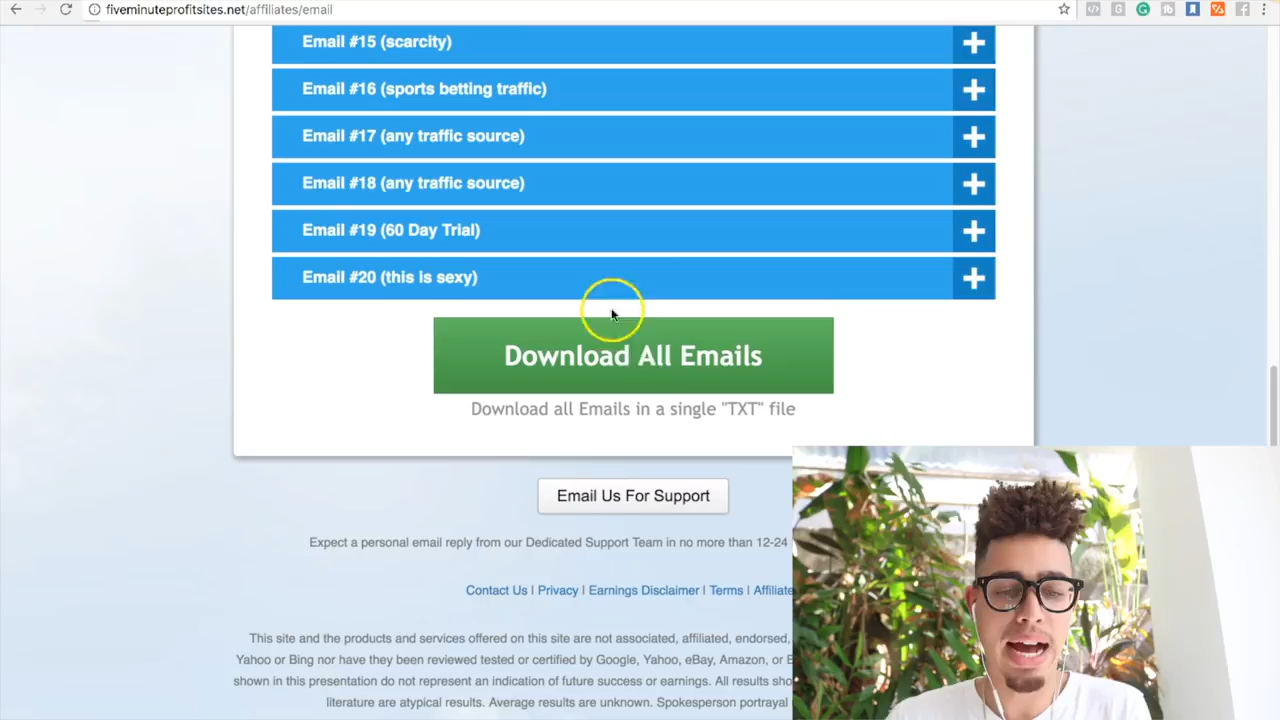 fiveminuteprofitsites.net/affiliates/email
Email #15 (scarcity)
Email #16 (sports betting traffic)
Email #17 (any traffic source)
Email #18 (any traffic source)
Email #19 (60 Day Trial)
Email #20 (this is sexy)
Download All Emails
Download all Emails in a single "TXT" file
Email Us For Support
Expect a personal email reply from our Dedicated Support Team in no more than 12-24
Contact Us | Privacy | Earnings Disclaimer | Terms | Affiliate
This site and the products and services offered on this site are not associated, affiliated, endorsed,
Yahoo or Bing nor have they been reviewed tested or certified by Google, Yahoo, eBay, Amazon, or
shown in this presentation do not represent an indication of future success or earnings. All results
literature are atypical results. Average results are unknown. Spokesperson portrayal